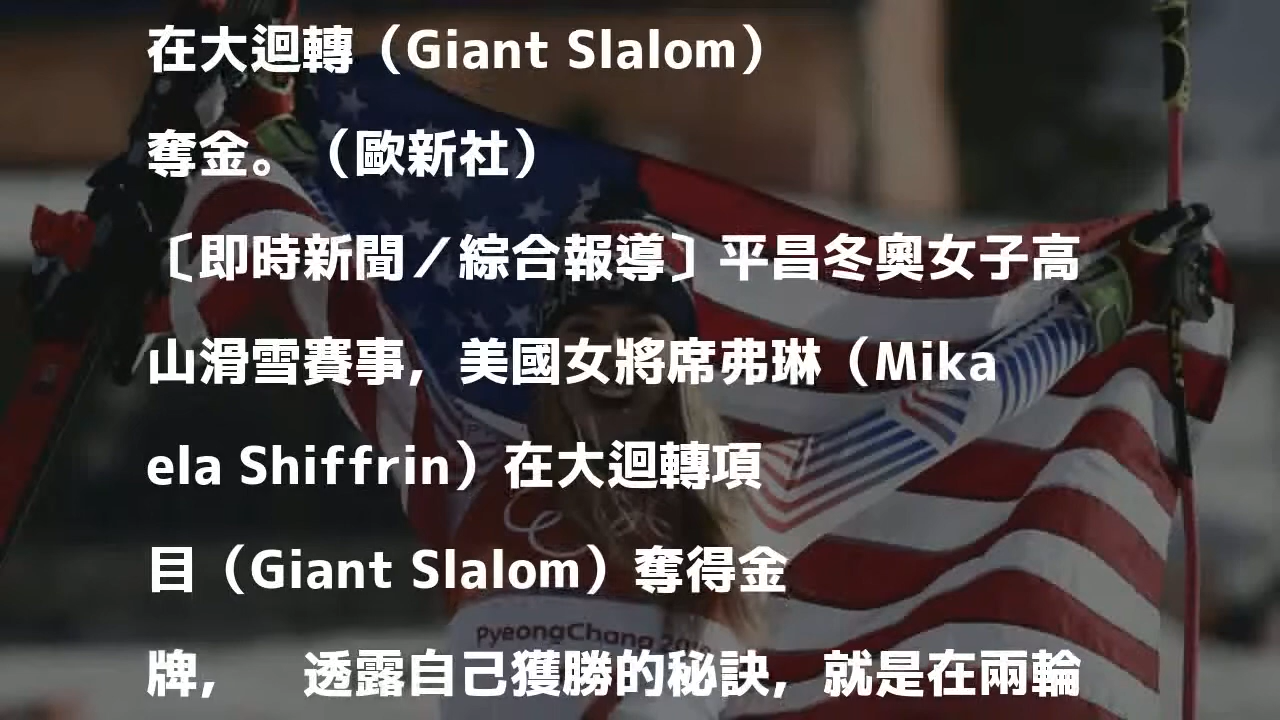 在大迴轉（Giant Slalom）
奪金。（歐新社）
〔即時新聞／綜合報導〕平昌冬奧女子高
山滑雪賽事，美國女將席弗琳（Mika
ela Shiffrin）在大迴轉項
目（Giant Slalom）奪得金
牌，　透露自己獲勝的秘訣，就是在兩輪
PyeongChang 2018